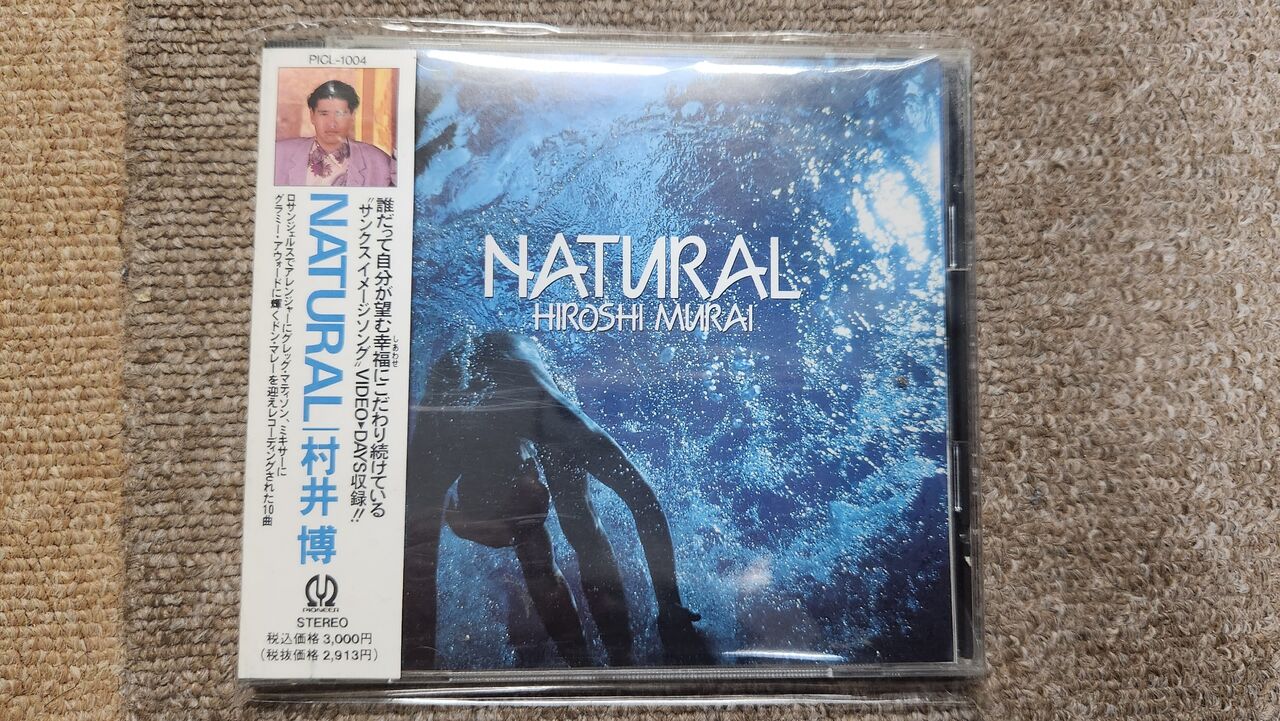 PICL-1004
誰だって自分が望む幸福にこだわり続けている
しあわせ
"サンクスイメージソング"VIDEO▼DAYS収録!!
NATURAL|村井 博
ロサンジェルスでアレンジャーにグレッグ・マティソン、ミキサーに
グラミー・アウォードに輝くドン・マレーを迎えレコーディングされた10曲
PIONEER
STEREO
税込価格 3,000円
(税抜価格 2,913円)
NATURAL
HIROSHI MURAI